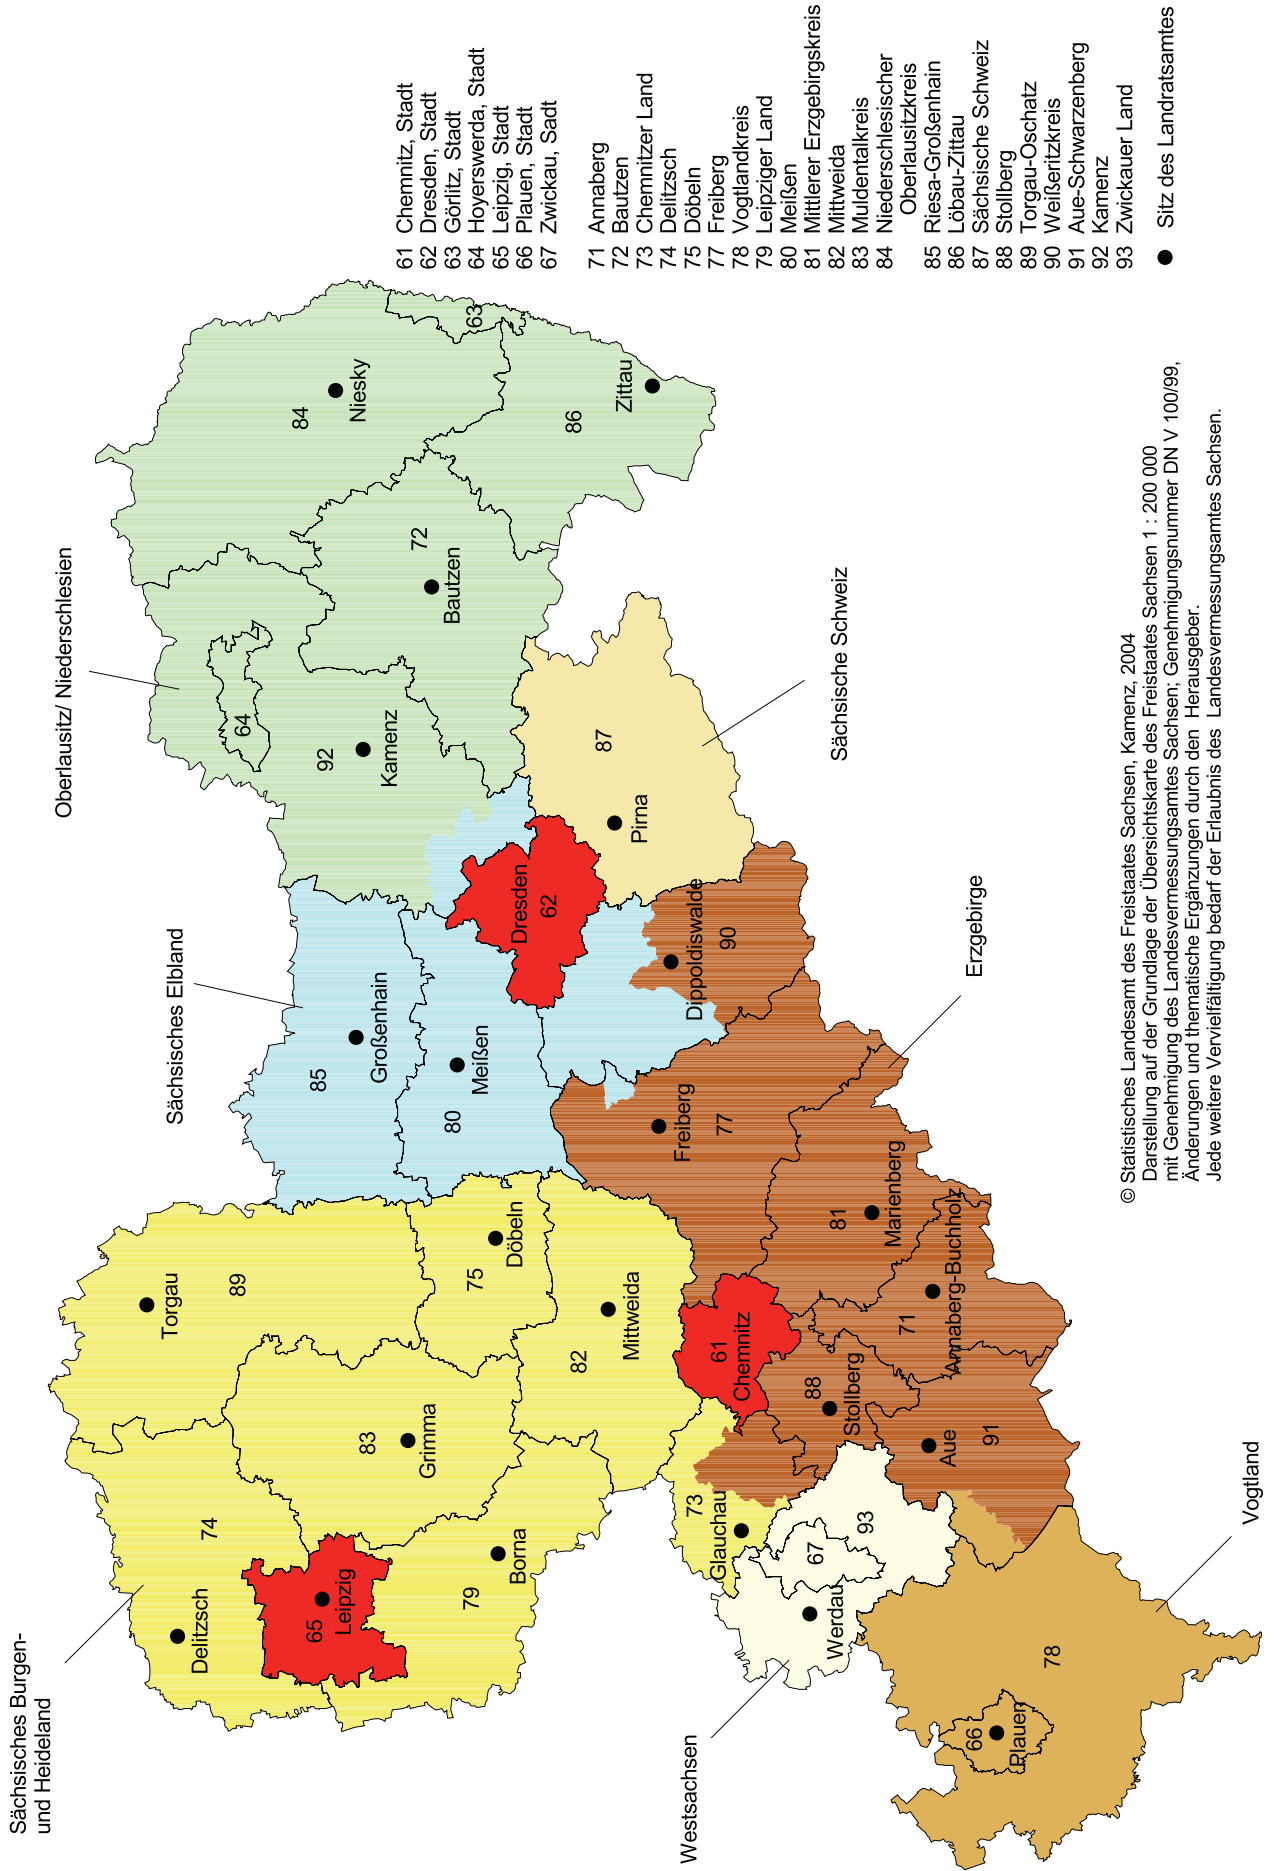 Sächsisches Burgen-
und Heideland
Oberlausitz/ Niederschlesien
Sächsisches Elbland
Sächsische Schweiz
Erzgebirge
Westsachsen
Vogtland
Delitzsch
74
65
Leipzig
79
Borna
83
Grimma
Torgau
89
75
Döbeln
82
Mittweida
85
Großenhain
80
Meißen
Dresden
62
92
Kamenz
64
72
Bautzen
84
Niesky
63
86
Zittau
87
Pirna
Dippoldiswalde
90
Freiberg
77
81
Marienberg
71
Annaberg-Buchholz
61
Chemnitz
88
Stollberg
Aue
91
73
Glauchau
67
93
Werdau
66
Plauen
78
61 Chemnitz, Stadt
62 Dresden, Stadt
63 Görlitz, Stadt
64 Hoyerswerda, Stadt
65 Leipzig, Stadt
66 Plauen, Stadt
67 Zwickau, Sadt
71 Annaberg
72 Bautzen
73 Chemnitzer Land
74 Delitzsch
75 Döbeln
77 Freiberg
78 Vogtlandkreis
79 Leipziger Land
80 Meißen
81 Mittlerer Erzgebirgskreis
82 Mittweida
83 Muldentalkreis
84 Niederschlesischer
Oberlausitzkreis
85 Riesa-Großenhain
86 Löbau-Zittau
87 Sächsische Schweiz
88 Stollberg
89 Torgau-Oschatz
90 Weißeritzkreis
91 Aue-Schwarzenberg
92 Kamenz
93 Zwickauer Land
Sitz des Landratsamtes
© Statistisches Landesamt des Freistaates Sachsen, Kamenz, 2004
Darstellung auf der Grundlage der Übersichtskarte des Freistaates Sachsen 1 : 200 000
mit Genehmigung des Landesvermessungsamtes Sachsen; Genehmigungsnummer DN V 100/99,
Änderungen und thematische Ergänzungen durch den Herausgeber.
Jede weitere Vervielfältigung bedarf der Erlaubnis des Landesvermessungsamtes Sachsen.